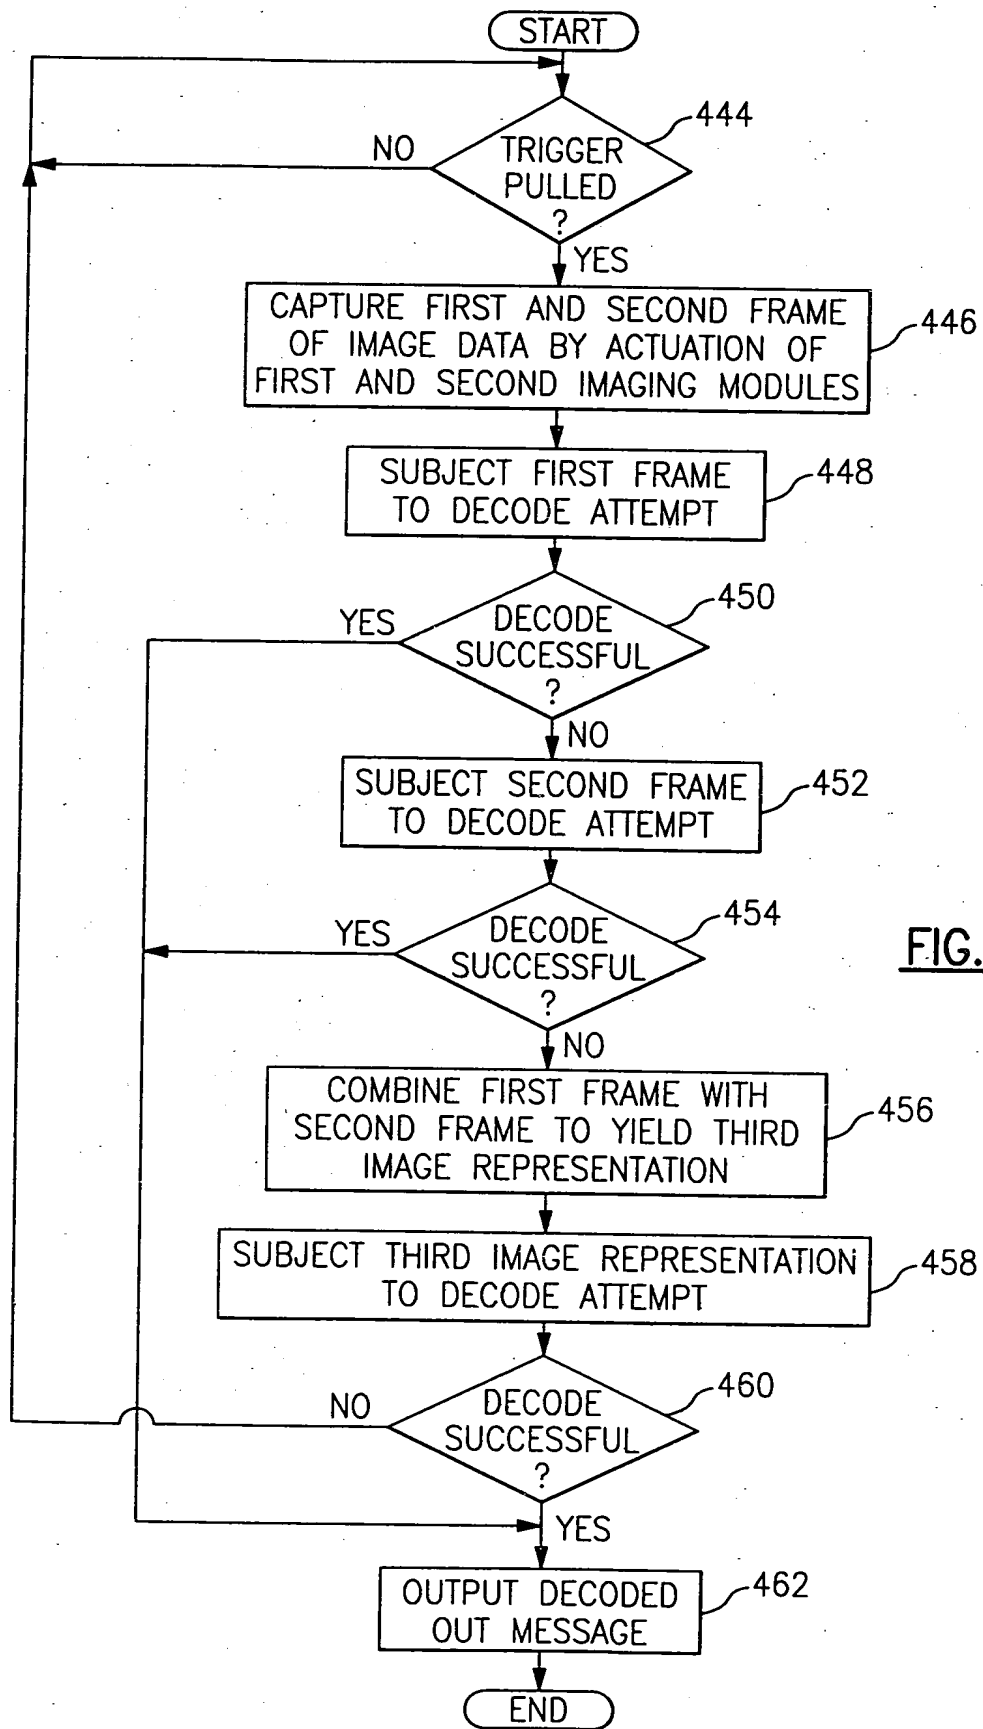 START
444
NO
TRIGGER
PULLED
?
YES
CAPTURE FIRST AND SECOND FRAME
OF IMAGE DATA BY ACTUATION OF
FIRST AND SECOND IMAGING MODULES
446
SUBJECT FIRST FRAME
TO DECODE ATTEMPT
448
YES
DECODE
SUCCESSFUL
?
450
NO
SUBJECT SECOND FRAME
TO DECODE ATTEMPT
452
YES
DECODE
SUCCESSFUL
?
454
FIG.
NO
COMBINE FIRST FRAME WITH
SECOND FRAME TO YIELD THIRD
IMAGE REPRESENTATION
456
SUBJECT THIRD IMAGE REPRESENTATION
TO DECODE ATTEMPT
458
NO
DECODE
SUCCESSFUL
?
460
YES
OUTPUT DECODED
OUT MESSAGE
462
END